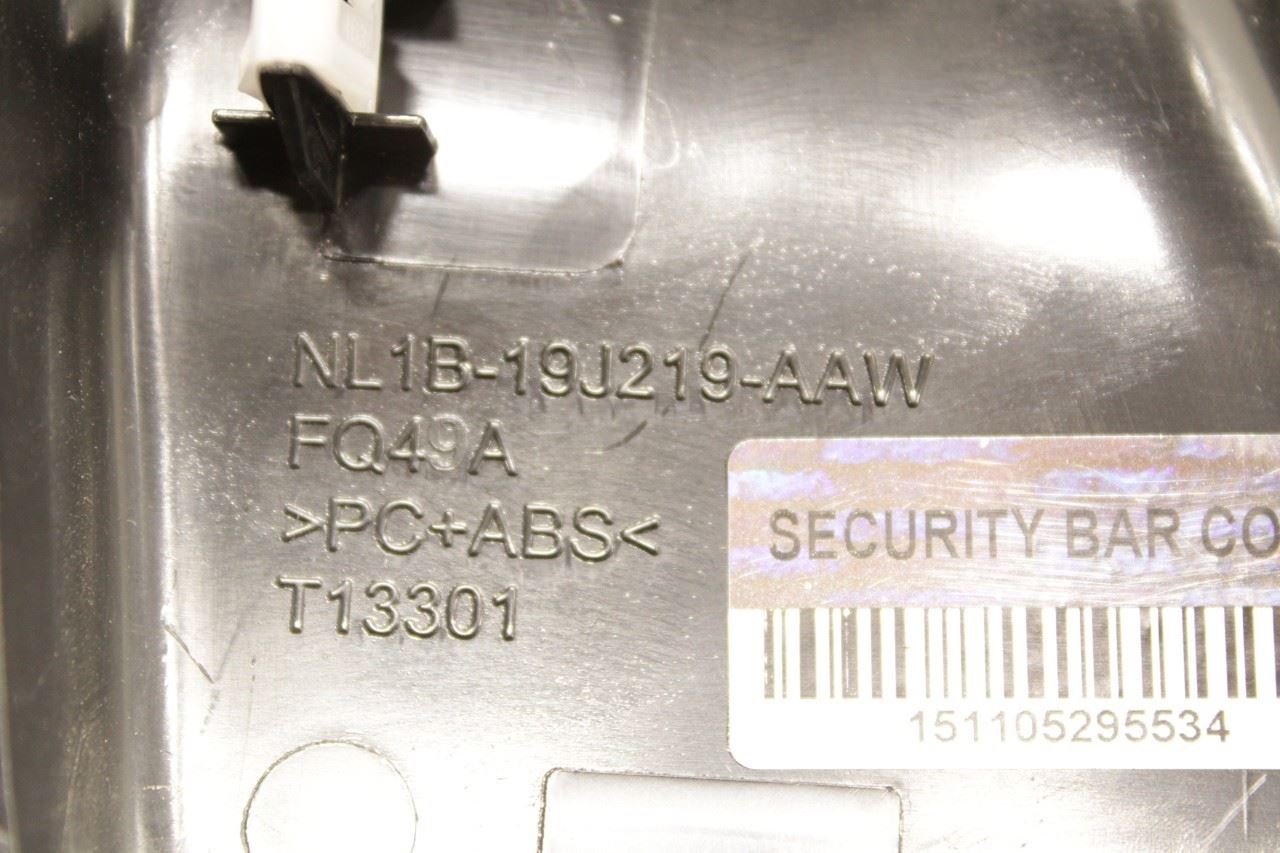 NL1B-19J219-AAW
FQ49A
>PC+ABS<
T13301
SECURITY BAR CO
151105295534